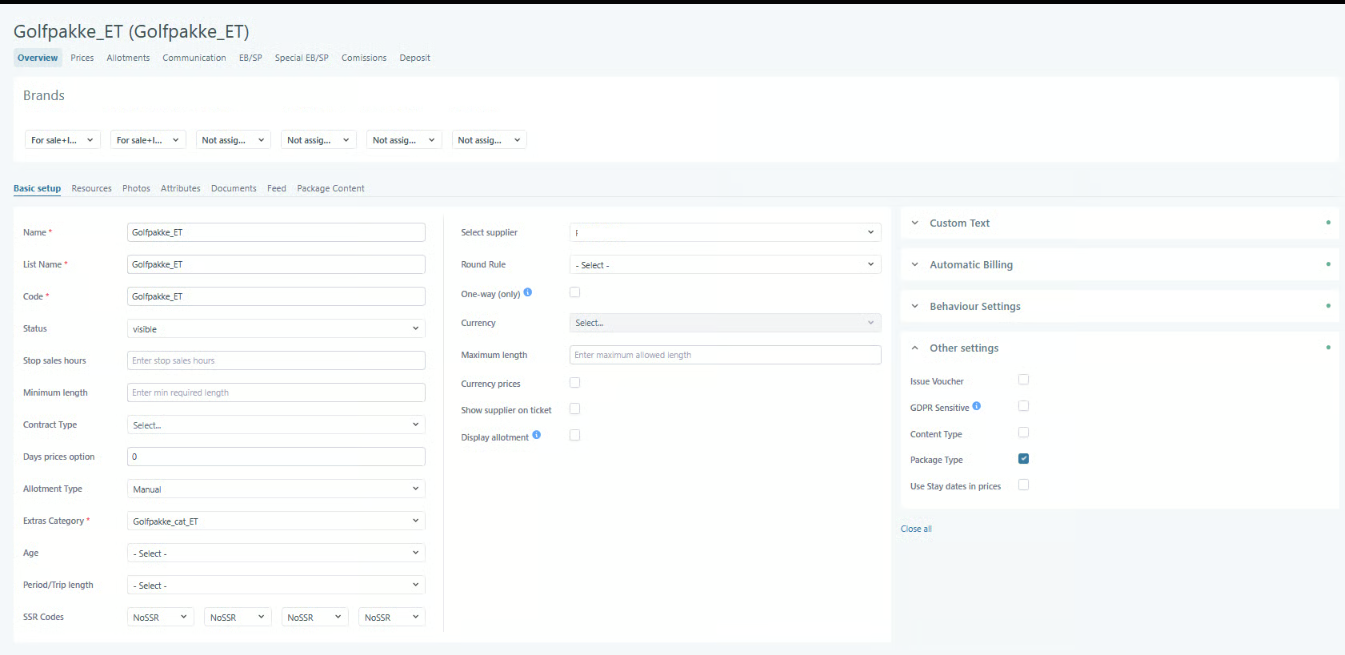 Golfpakke_ET (Golfpakke_ET)
Overview Prices Allotments Communication EB/SP Special EB/SP Comissions Deposit
Brands
For sale+I... For sale+I... Not assig... Not assig... Not assig... Not assig...
Basic setup Resources Photos Attributes Documents Feed Package Content
Name * Golfpakke_ET
List Name * Golfpakke_ET
Code * Golfpakke_ET
Status visible
Stop sales hours Enter stop sales hours
Minimum length Enter min required length
Contract Type Select...
Days prices option 0
Allotment Type Manual
Extras Category * Golfpakke_cat_ET
Age - Select -
Period/Trip length - Select -
SSR Codes NoSSR NoSSR NoSSR NoSSR
Select supplier
Round Rule - Select -
One-way (only)
Currency Select...
Maximum length Enter maximum allowed length
Currency prices
Show supplier on ticket
Display allotment
Custom Text
Automatic Billing
Behaviour Settings
Other settings
Issue Voucher
GDPR Sensitive
Content Type
Package Type
Use Stay dates in prices
Close all